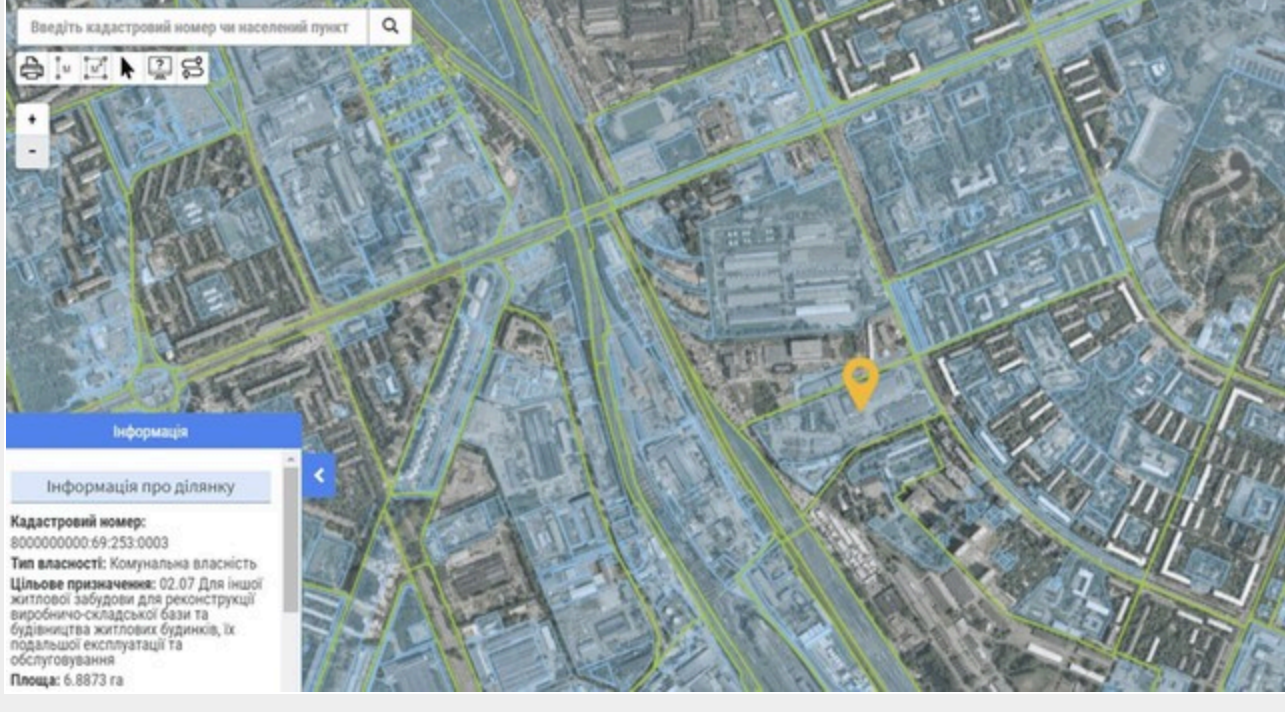 Введіть кадастровий номер чи населений пункт
+
-
Інформація
Інформація про ділянку
Кадастровий номер:
8000000000:69:253:0003
Тип власності: Комунальна власність
Цільове призначення: 02.07 Для іншої
житлової забудови для реконструкції
виробничо-складської бази та
будівництва житлових будинків, їх
подальшої експлуатації та
обслуговування
Площа: 6.8873 га